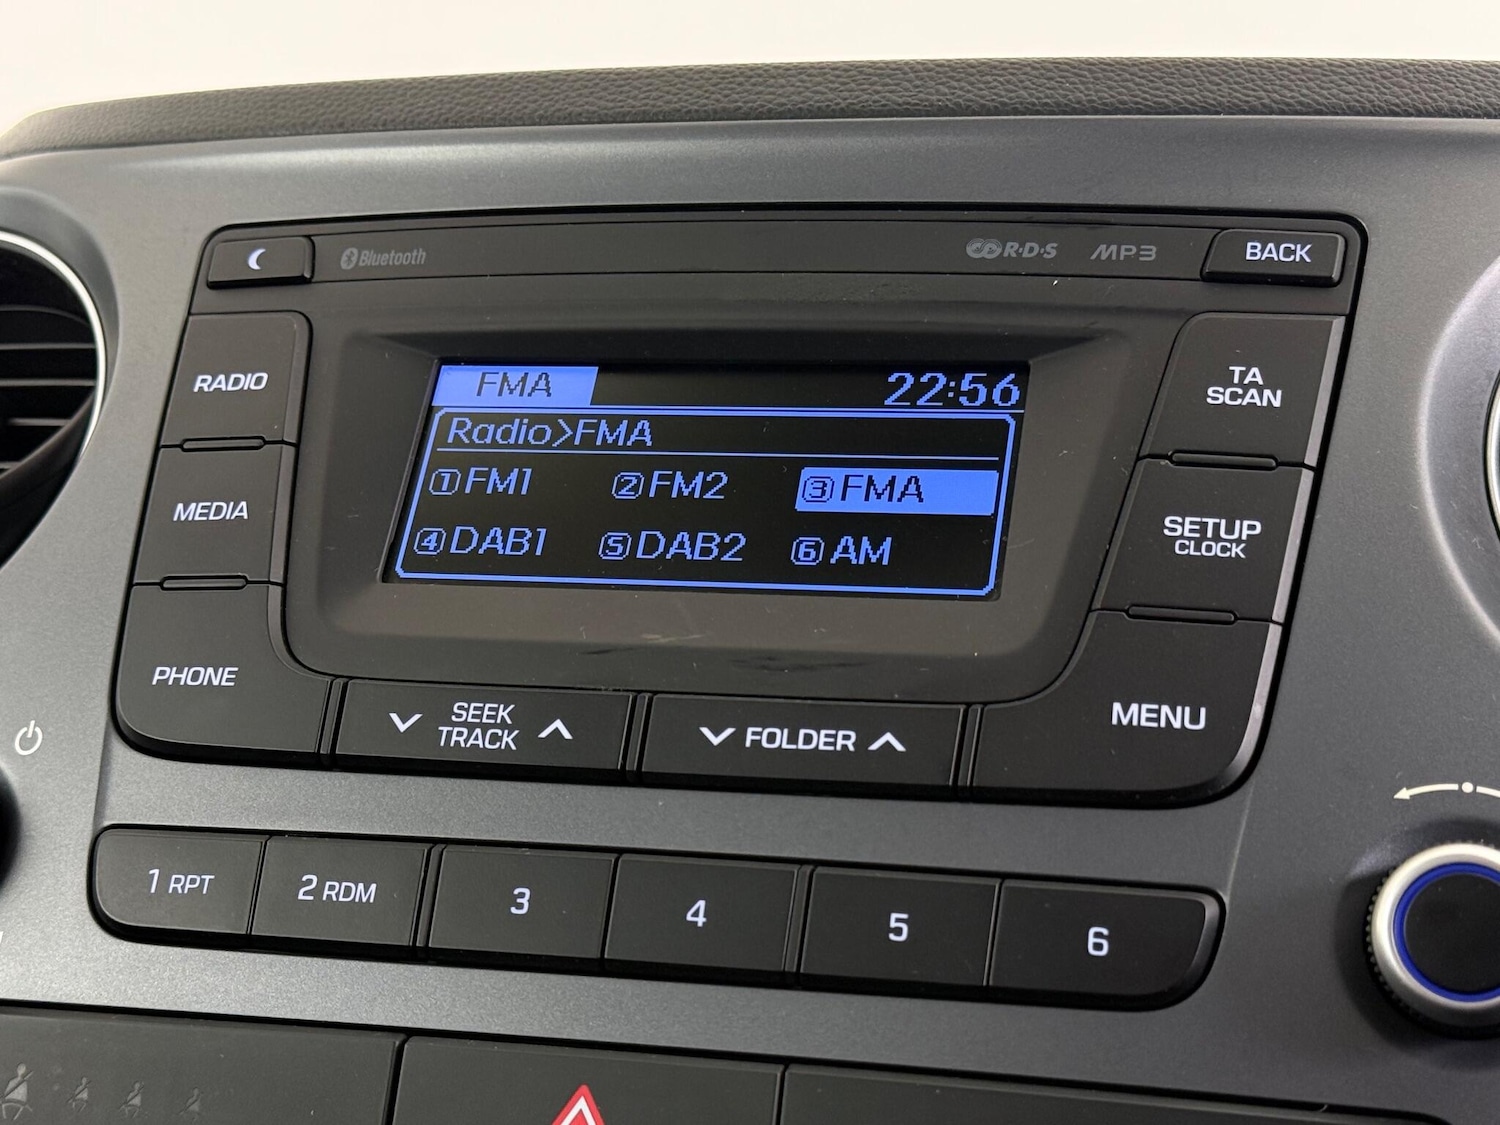 Bluetooth
R·D·S
MP3
BACK
RADIO
MEDIA
PHONE
FMA 22:56
Radio>FMA
①FM1 ②FM2 ③FMA
④DAB1 ⑤DAB2 ⑥AM
TA
SCAN
SETUP
CLOCK
MENU
SEEK
TRACK
FOLDER
1 RPT
2 RDM
3
4
5
6